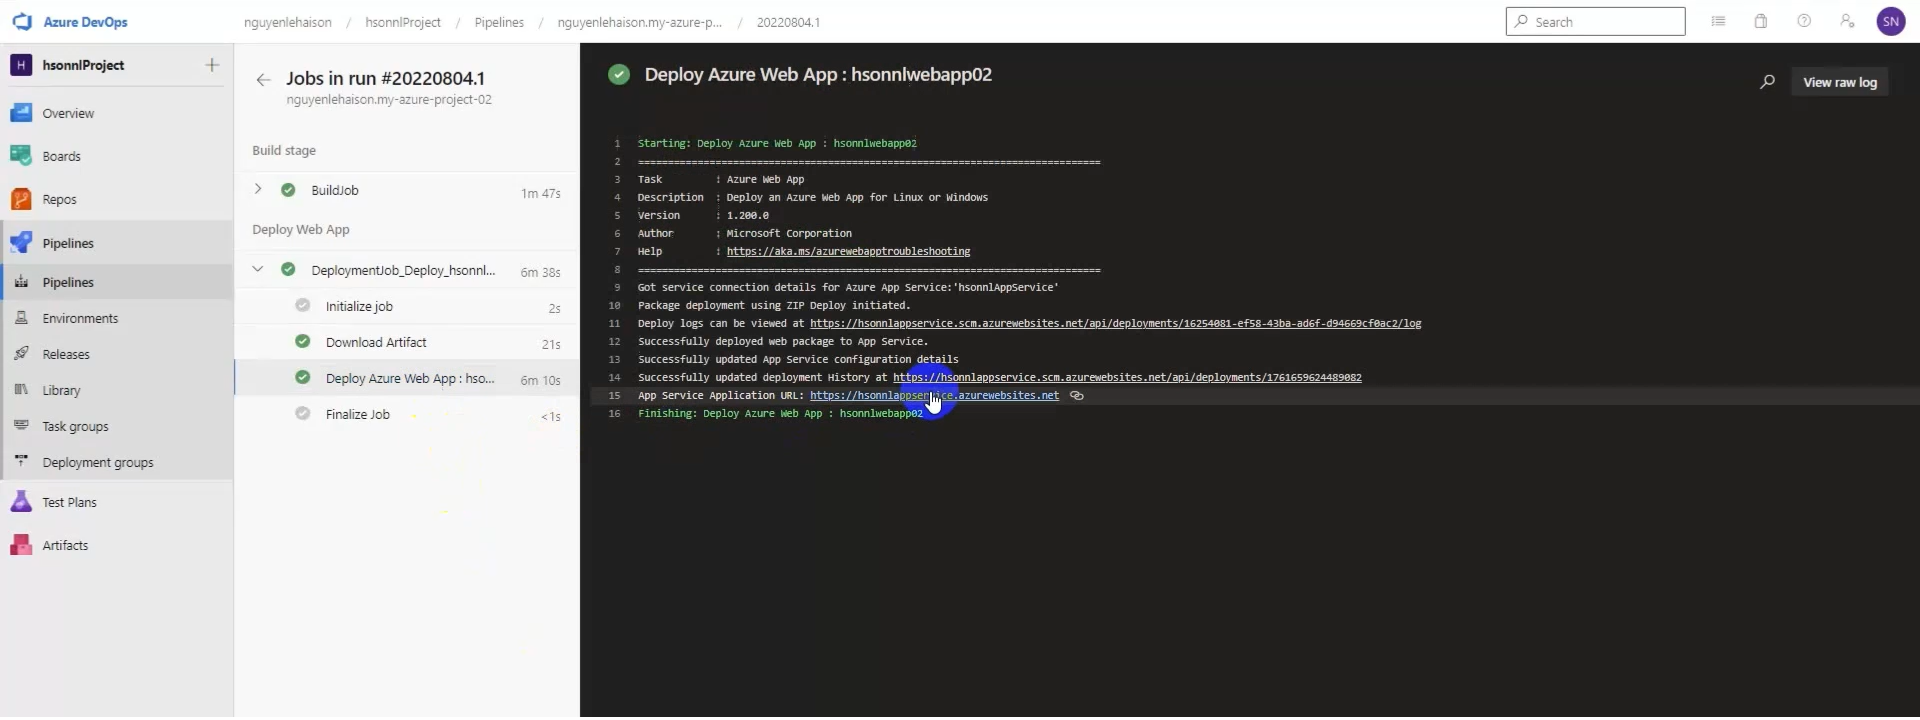 Azure DevOps
nguyenlehaison / hsonnlProject / Pipelines / nguyenlehaison.my-azure-p... / 20220804.1
Search
SN
H hsonnlProject +
Overview
Boards
Repos
Pipelines
Pipelines
Environments
Releases
Library
Task groups
Deployment groups
Test Plans
Artifacts
Jobs in run #20220804.1
nguyenlehaison.my-azure-project-02
Build stage
BuildJob 1m 47s
Deploy Web App
DeploymentJob_Deploy_hsonnl... 6m 38s
Initialize job 2s
Download Artifact 21s
Deploy Azure Web App : hso... 6m 10s
Finalize Job <1s
Deploy Azure Web App : hsonnlwebapp02
View raw log
1 Starting: Deploy Azure Web App : hsonnlwebapp02
2 ==============================================================================
3 Task : Azure Web App
4 Description : Deploy an Azure Web App for Linux or Windows
5 Version : 1.200.0
6 Author : Microsoft Corporation
7 Help : https://aka.ms/azurewebapptroubleshooting
8 ==============================================================================
9 Got service connection details for Azure App Service:'hsonnlAppService'
10 Package deployment using ZIP Deploy initiated.
11 Deploy logs can be viewed at https://hsonnlappservice.scm.azurewebsites.net/api/deployments/16254081-ef58-43ba-ad6f-d94669cf0ac2/log
12 Successfully deployed web package to App Service.
13 Successfully updated App Service configuration details
14 Successfully updated deployment History at https://hsonnlappservice.scm.azurewebsites.net/api/deployments/1761659624489082
15 App Service Application URL: https://hsonnlappservice.azurewebsites.net
16 Finishing: Deploy Azure Web App : hsonnlwebapp02